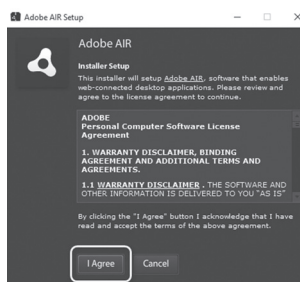 Adobe AIR Setup
Adobe AIR
Installer Setup
This installer will setup Adobe AIR, software that enables
web-connected desktop applications. Please review and
agree to the license agreement to continue.
ADOBE
Personal Computer Software License
Agreement
1. WARRANTY DISCLAIMER, BINDING
AGREEMENT AND ADDITIONAL TERMS AND
AGREEMENTS.
1.1 WARRANTY DISCLAIMER . THE SOFTWARE AND
OTHER INFORMATION IS DELIVERED TO YOU "AS IS"
By clicking the "I Agree" button I acknowledge that I have
read and accept the terms of the above agreement.
I Agree
Cancel